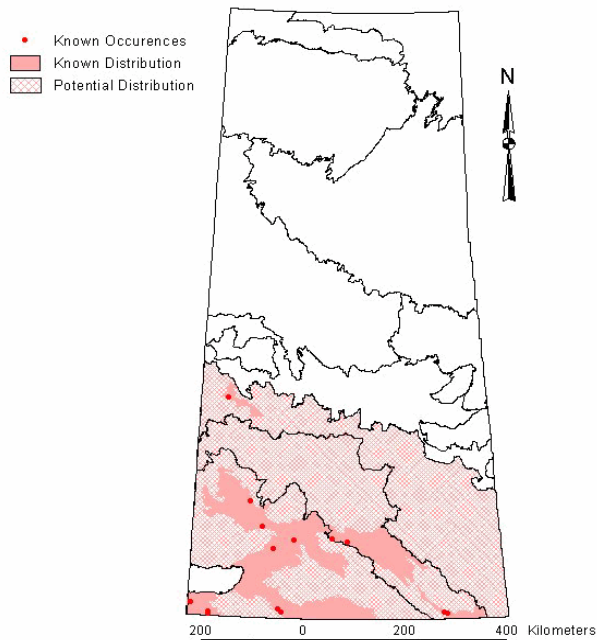 Known Occurences
Known Distribution
Potential Distribution
N
200 0 200 400 Kilometers